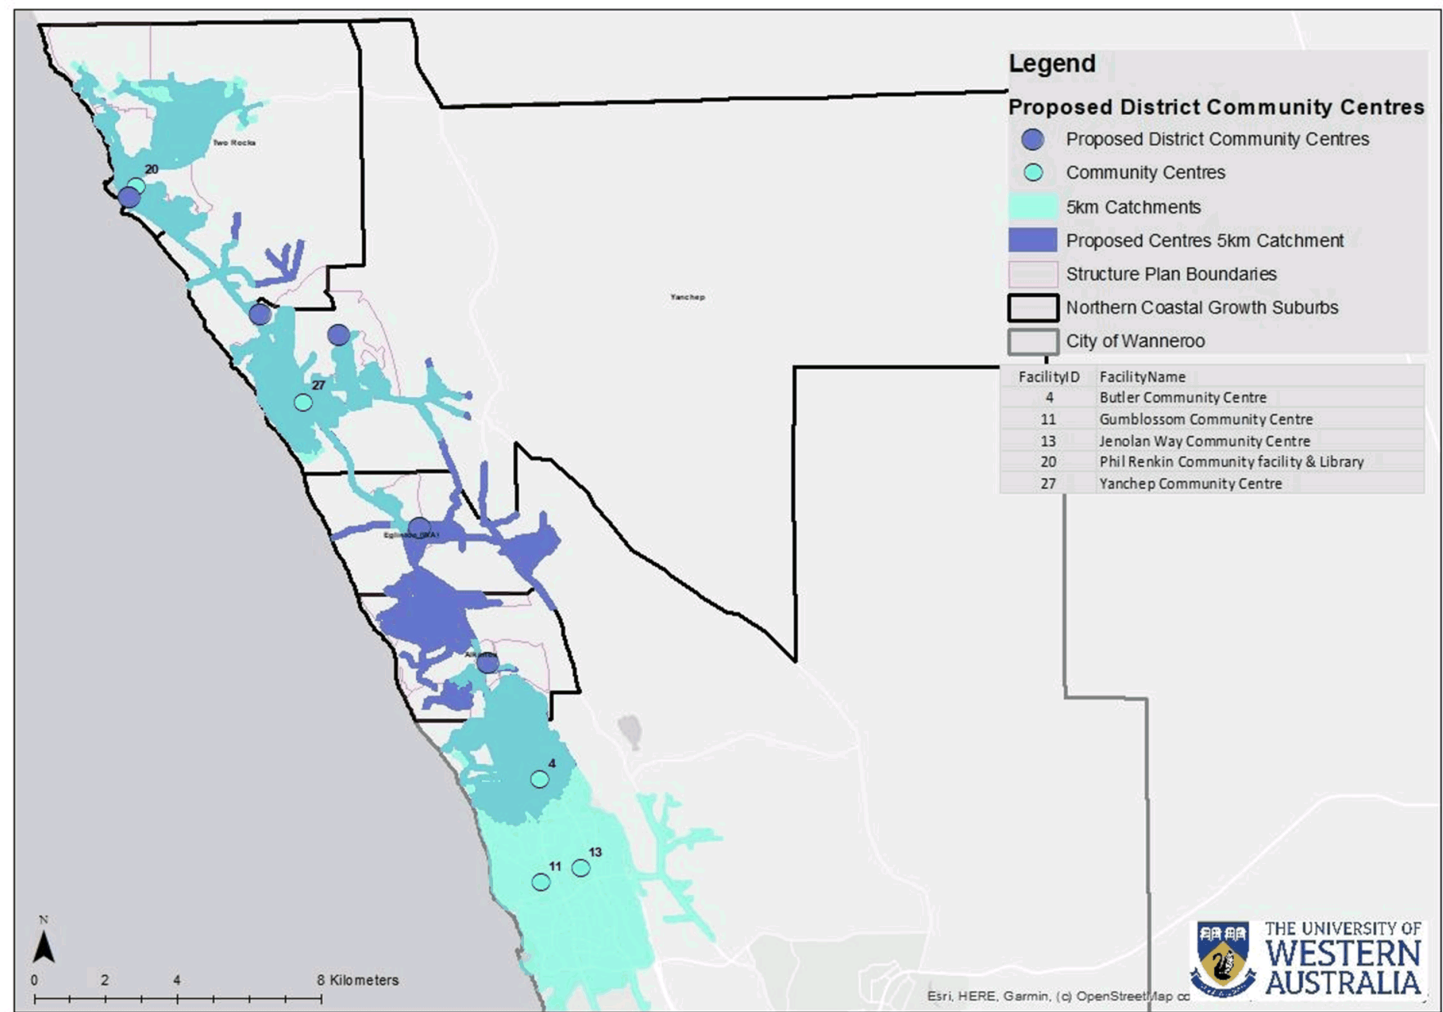 Legend
Proposed District Community Centres
Proposed District Community Centres
Community Centres
5km Catchments
Proposed Centres 5km Catchment
Structure Plan Boundaries
Northern Coastal Growth Suburbs
City of Wanneroo
FacilityID FacilityName
4 Butler Community Centre
11 Gumblossom Community Centre
13 Jenolan Way Community Centre
20 Phil Renkin Community facility & Library
27 Yanchep Community Centre
Two Rocks
20
Yanchep
27
4
13
11
N
0 2 4 8 Kilometers
Esri, HERE, Garmin, (c) OpenStreetMap co
THE UNIVERSITY OF
WESTERN
AUSTRALIA